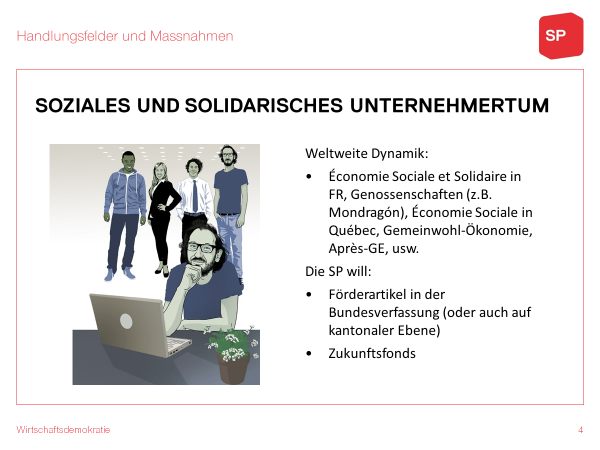 Handlungsfelder und Massnahmen
SP
SOZIALES UND SOLIDARISCHES UNTERNEHMERTUM
Weltweite Dynamik:
• Économie Sociale et Solidaire in
FR, Genossenschaften (z.B.
Mondragón), Économie Sociale in
Québec, Gemeinwohl-Ökonomie,
Après-GE, usw.
Die SP will:
• Förderartikel in der
Bundesverfassung (oder auch auf
kantonaler Ebene)
• Zukunftsfonds
Wirtschaftsdemokratie
4